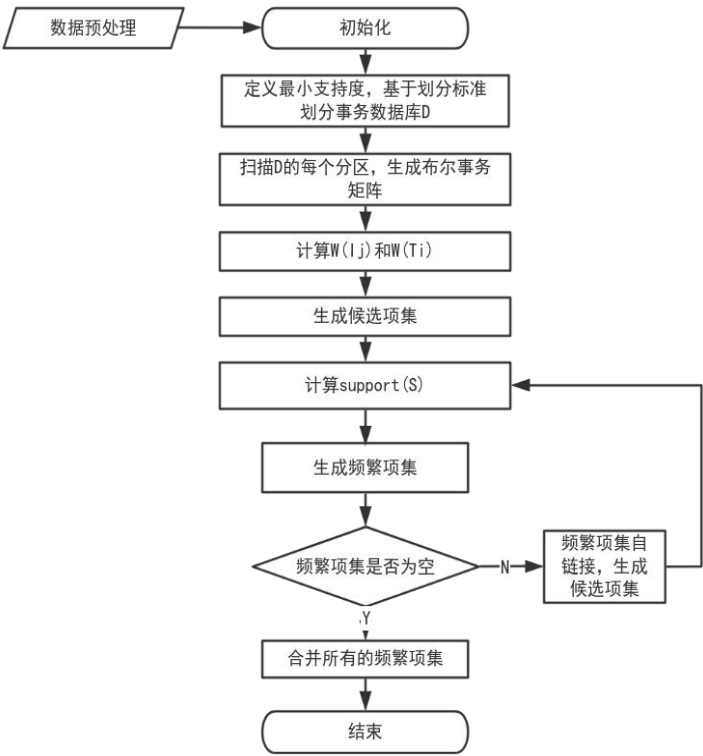 数据预处理
初始化
定义最小支持度，基于划分标准
划分事务数据库D
扫描D的每个分区，生成布尔事务
矩阵
计算W(Ij)和W(Ti)
生成候选项集
计算support(S)
生成频繁项集
频繁项集是否为空
N
频繁项集自
链接，生成
候选项集
Y
合并所有的频繁项集
结束